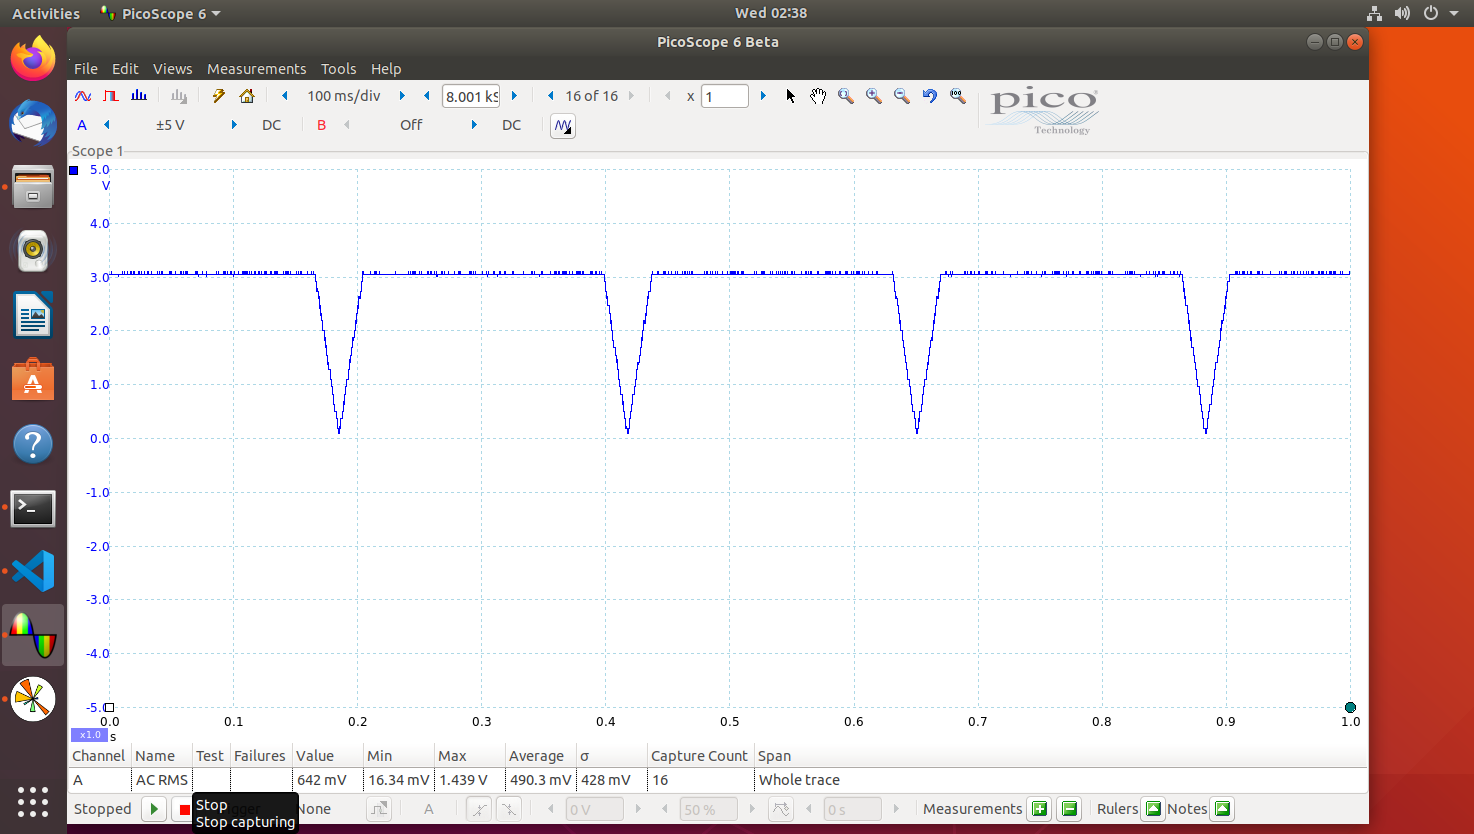 Activities PicoScope 6 Wed 02:38
PicoScope 6 Beta
File Edit Views Measurements Tools Help
100 ms/div 8.001 kS 16 of 16 x 1
pico
Technology
A ±5 V DC B Off DC
Scope 1
5.0
V
4.0
3.0
2.0
1.0
0.0
-1.0
-2.0
-3.0
-4.0
-5.0
0.0 0.1 0.2 0.3 0.4 0.5 0.6 0.7 0.8 0.9 1.0
x1.0 s
Channel Name Test Failures Value Min Max Average σ Capture Count Span
A AC RMS 642 mV 16.34 mV 1.439 V 490.3 mV 428 mV 16 Whole trace
Stopped None A 0 V 50 % 0 s Measurements Rulers Notes
Stop
Stop capturing